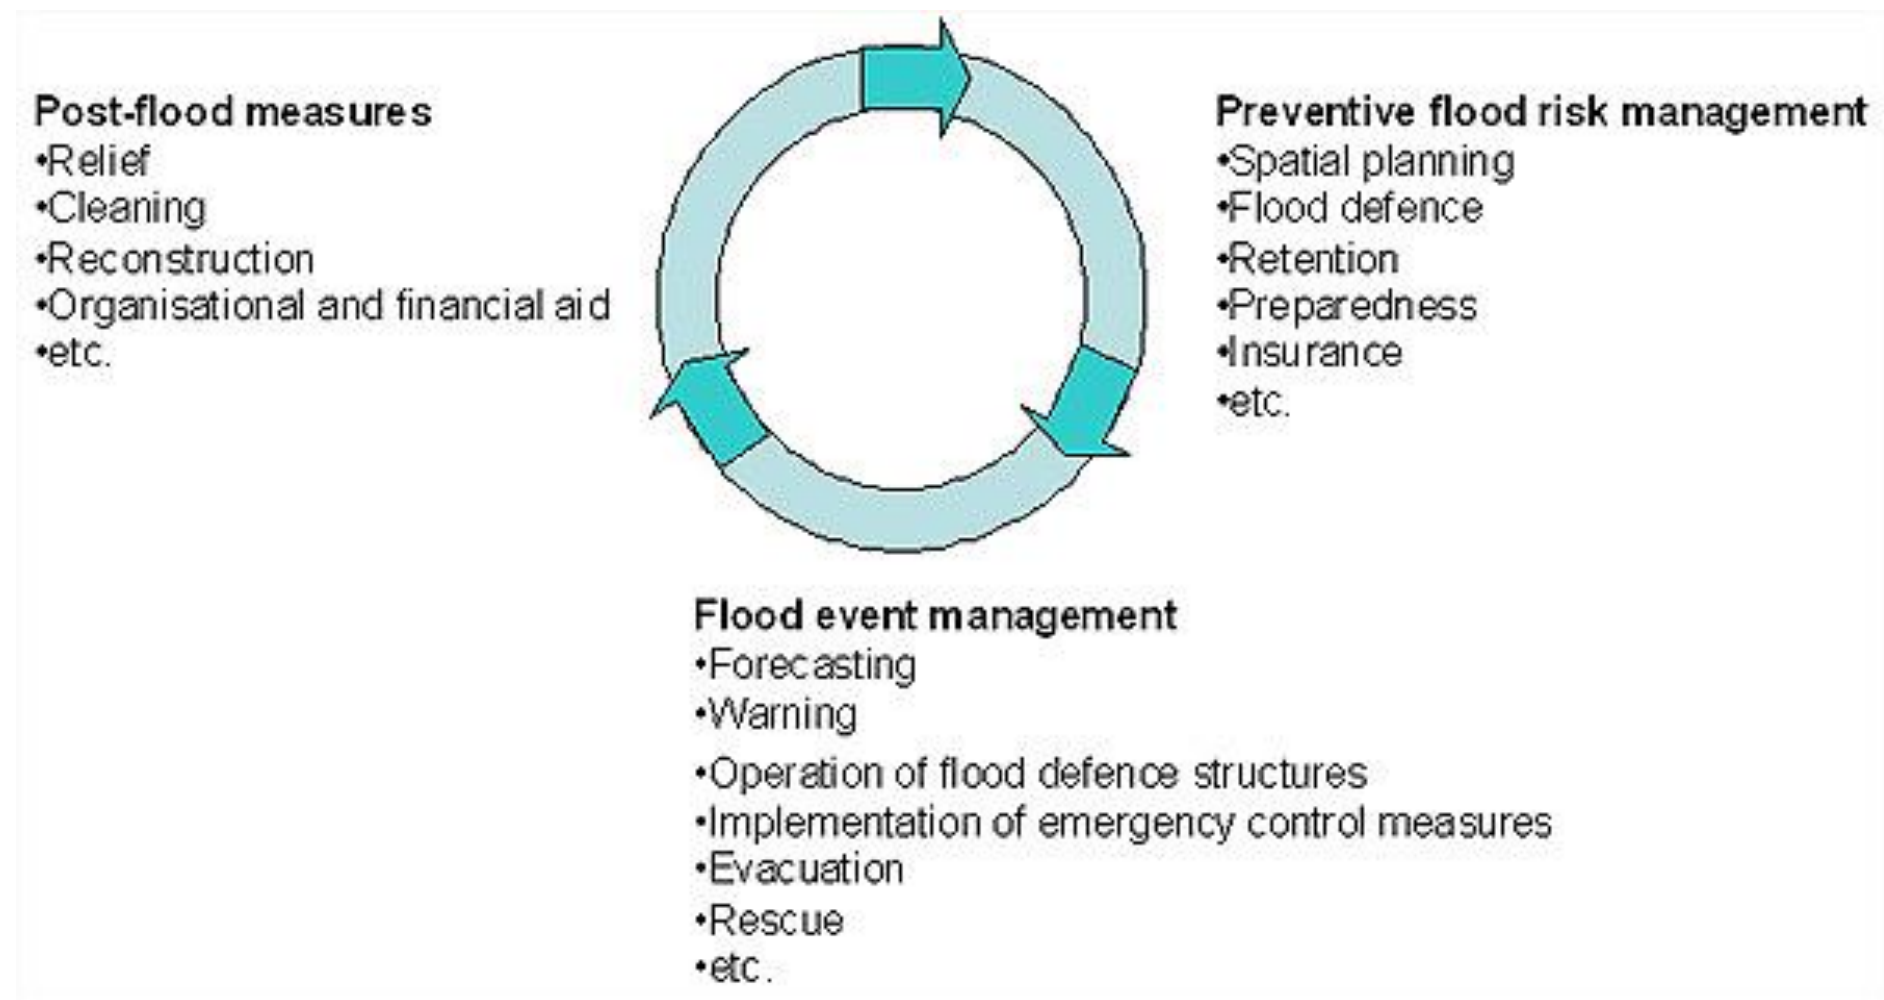 Post-flood measures
•Relief
•Cleaning
•Reconstruction
•Organisational and financial aid
•etc.
Preventive flood risk management
•Spatial planning
•Flood defence
•Retention
•Preparedness
•Insurance
•etc.
Flood event management
•Forecasting
•Warning
•Operation of flood defence structures
•Implementation of emergency control measures
•Evacuation
•Rescue
•etc.